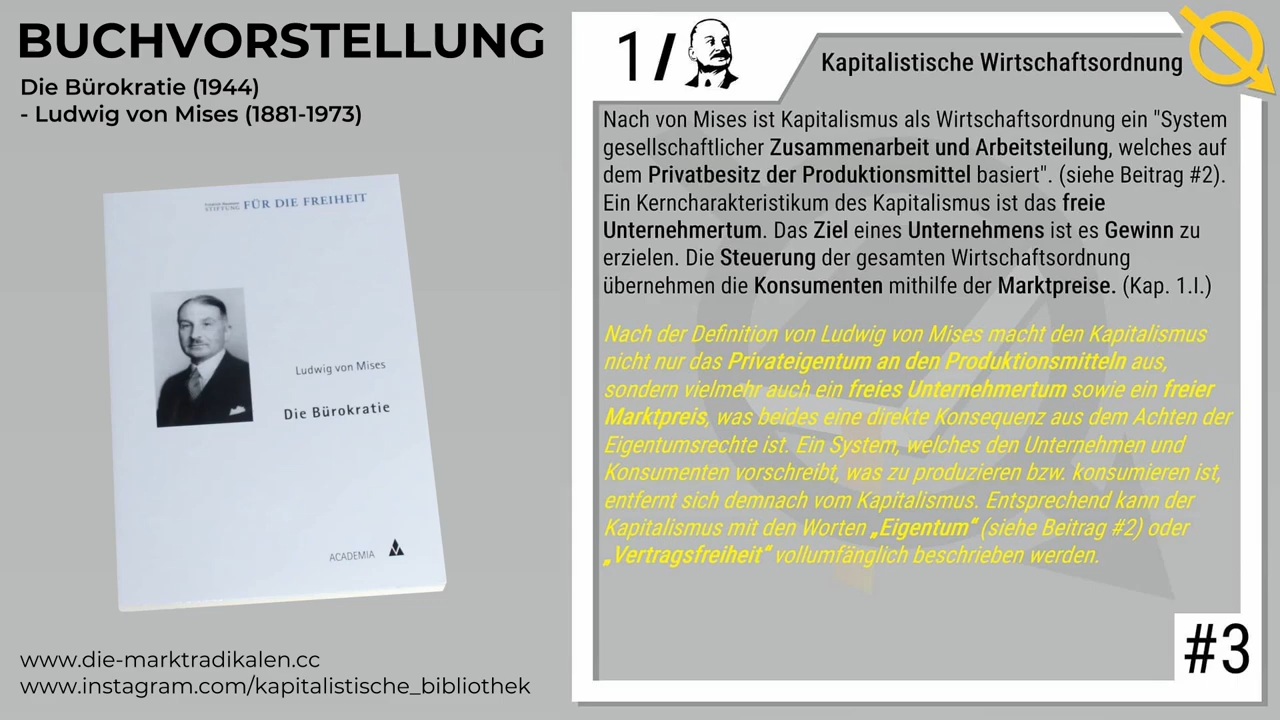 BUCHVORSTELLUNG
Die Bürokratie (1944)
- Ludwig von Mises (1881-1973)
STIFTUNG FÜR DIE FREIHEIT
Ludwig von Mises
Die Bürokratie
ACADEMIA
www.die-marktradikalen.cc
www.instagram.com/kapitalistische_bibliothek
1/
Kapitalistische Wirtschaftsordnung
Nach von Mises ist Kapitalismus als Wirtschaftsordnung ein "System
gesellschaftlicher Zusammenarbeit und Arbeitsteilung, welches auf
dem Privatbesitz der Produktionsmittel basiert". (siehe Beitrag #2).
Ein Kerncharakteristikum des Kapitalismus ist das freie
Unternehmertum. Das Ziel eines Unternehmens ist es Gewinn zu
erzielen. Die Steuerung der gesamten Wirtschaftsordnung
übernehmen die Konsumenten mithilfe der Marktpreise. (Kap. 1.I.)
Nach der Definition von Ludwig von Mises macht den Kapitalismus
nicht nur das Privateigentum an den Produktionsmitteln aus,
sondern vielmehr auch ein freies Unternehmertum sowie ein freier
Marktpreis, was beides eine direkte Konsequenz aus dem Achten der
Eigentumsrechte ist. Ein System, welches den Unternehmen und
Konsumenten vorschreibt, was zu produzieren bzw. konsumieren ist,
entfernt sich demnach vom Kapitalismus. Entsprechend kann der
Kapitalismus mit den Worten „Eigentum“ (siehe Beitrag #2) oder
„Vertragsfreiheit“ vollumfänglich beschrieben werden.
#3